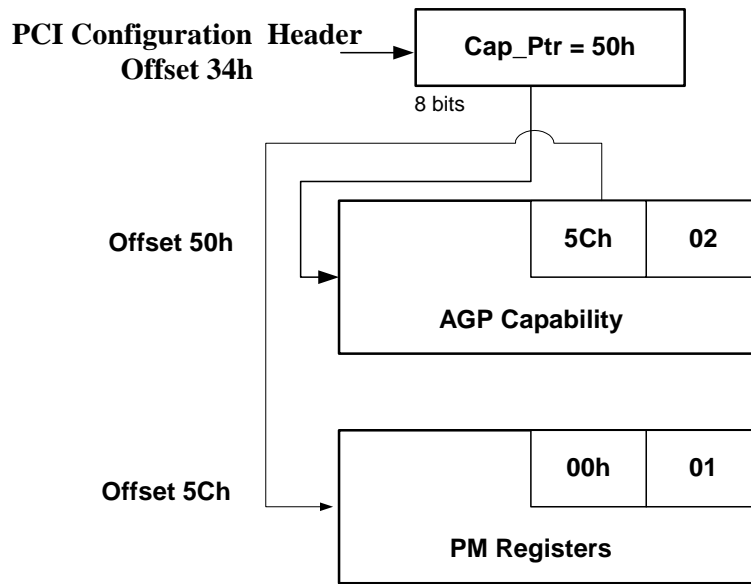 PCI Configuration Header
Offset 34h
Cap_Ptr = 50h
8 bits
Offset 50h
5Ch
02
AGP Capability
Offset 5Ch
00h
01
PM Registers